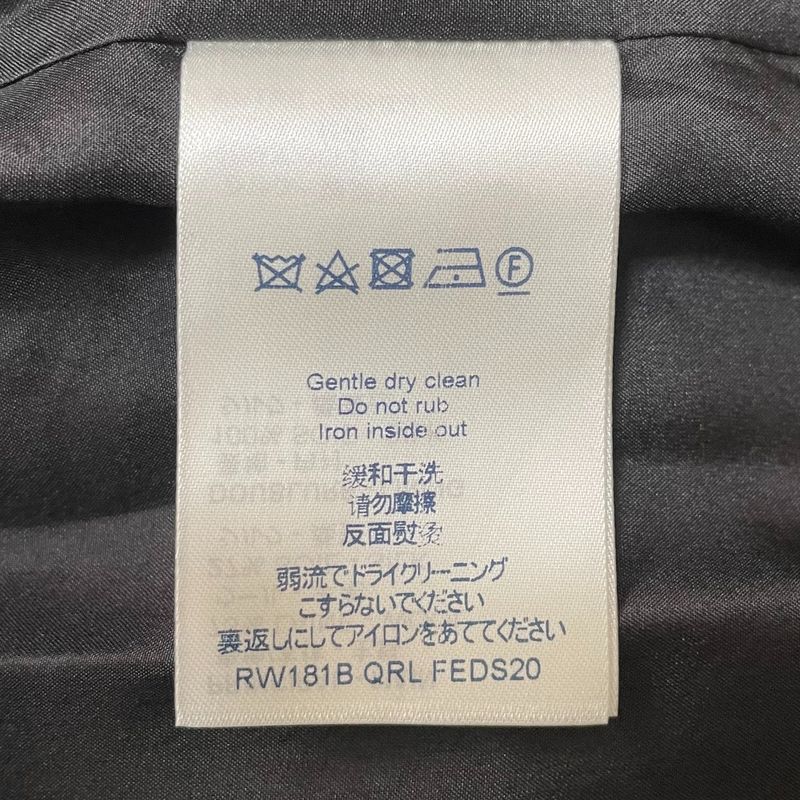 F
Gentle dry clean
Do not rub
Iron inside out
缓和干洗
请勿摩擦
反面熨烫
弱流でドライクリーニング
こすらないでください
裏返しにしてアイロンをあててください
RW181B QRL FEDS20